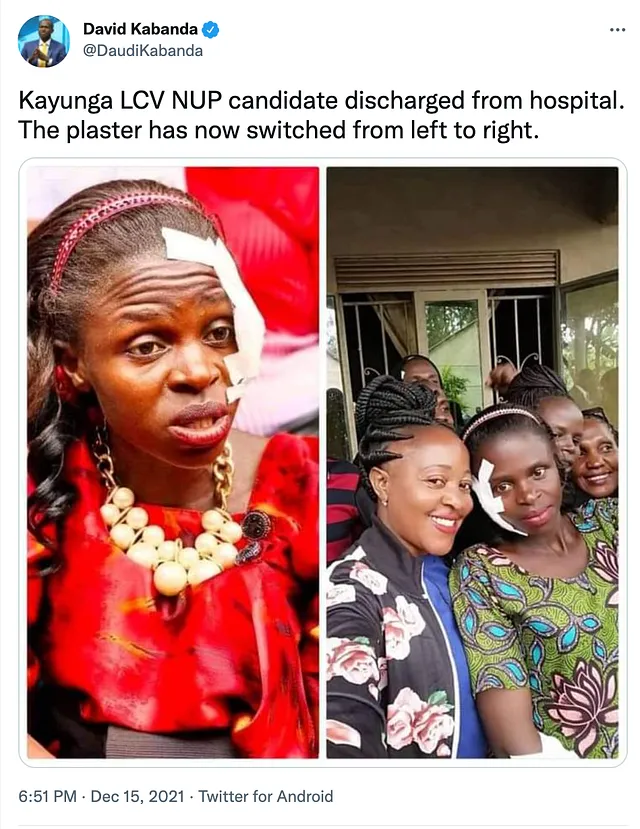 David Kabanda
@DaudiKabanda
Kayunga LCV NUP candidate discharged from hospital.
The plaster has now switched from left to right.
6:51 PM · Dec 15, 2021 · Twitter for Android